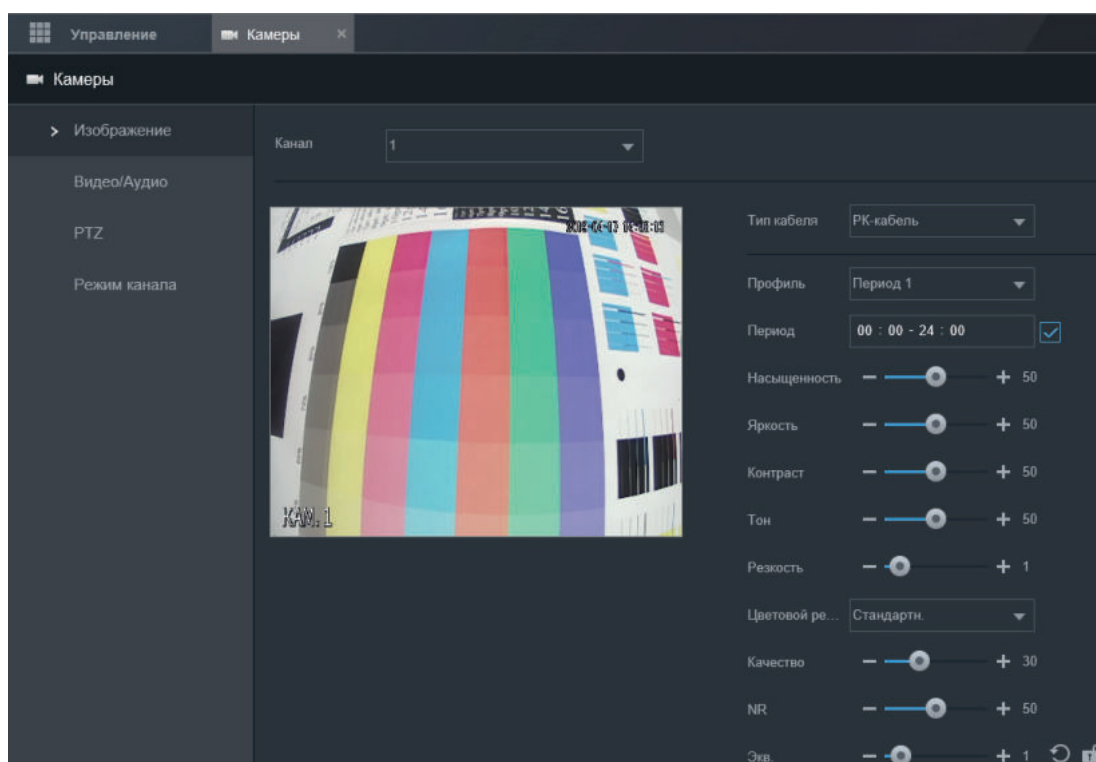 Управление
Камеры ×
Камеры
Изображение
Видео/Аудио
PTZ
Режим канала
Канал 1
КАМ. 1
Тип кабеля РК-кабель
Профиль Период 1
Период 00 : 00 - 24 : 00
Насыщенность 50
Яркость 50
Контраст 50
Тон 50
Резкость 1
Цветовой ре... Стандартн.
Качество 30
NR 50
Экв. 1